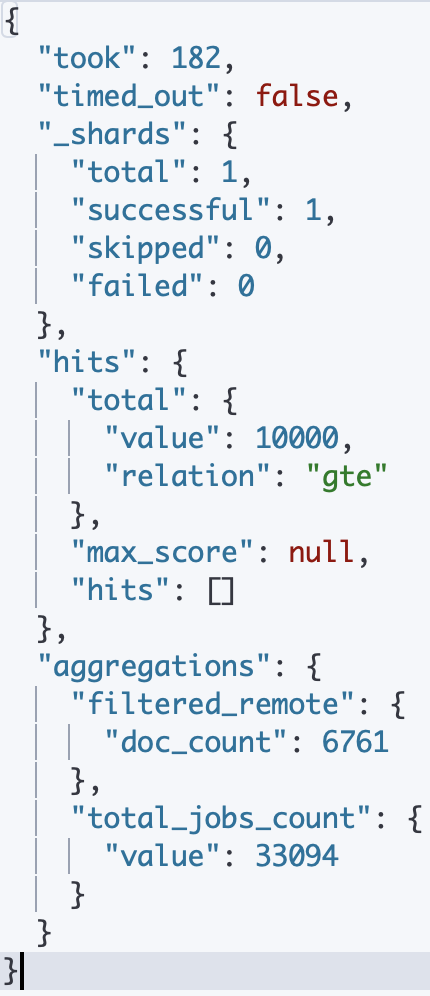 {
  "took": 182,
  "timed_out": false,
  "_shards": {
    "total": 1,
    "successful": 1,
    "skipped": 0,
    "failed": 0
  },
  "hits": {
    "total": {
      "value": 10000,
      "relation": "gte"
    },
    "max_score": null,
    "hits": []
  },
  "aggregations": {
    "filtered_remote": {
      "doc_count": 6761
    },
    "total_jobs_count": {
      "value": 33094
    }
  }
}